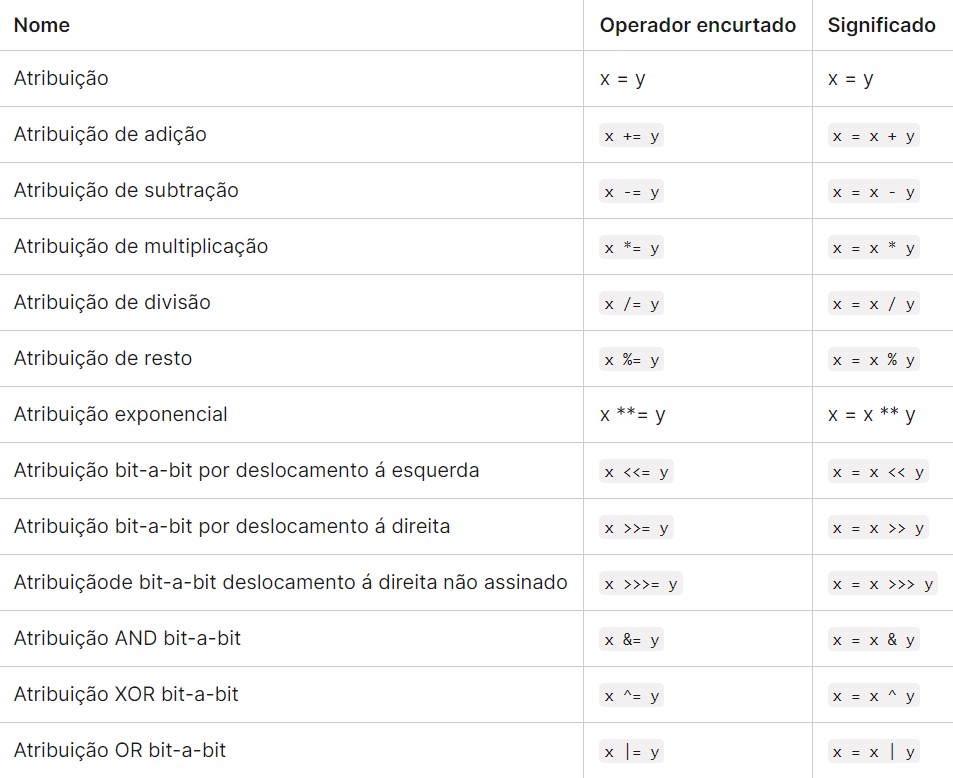 Nome Operador encurtado Significado
Atribuição x = y x = y
Atribuição de adição x += y x = x + y
Atribuição de subtração x -= y x = x - y
Atribuição de multiplicação x *= y x = x * y
Atribuição de divisão x /= y x = x / y
Atribuição de resto x %= y x = x % y
Atribuição exponencial x **= y x = x ** y
Atribuição bit-a-bit por deslocamento á esquerda x <<= y x = x << y
Atribuição bit-a-bit por deslocamento á direita x >>= y x = x >> y
Atribuiçãode bit-a-bit deslocamento á direita não assinado x >>>= y x = x >>> y
Atribuição AND bit-a-bit x &= y x = x & y
Atribuição XOR bit-a-bit x ^= y x = x ^ y
Atribuição OR bit-a-bit x |= y x = x | y